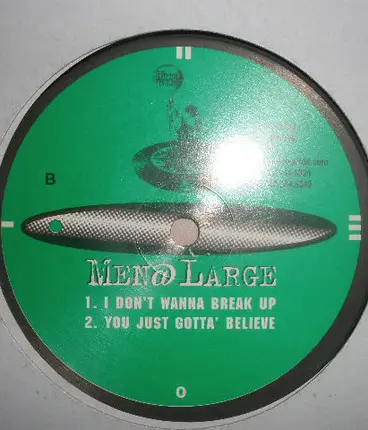 B
MEN@ LARGE
1. I DON'T WANNA BREAK UP
2. YOU JUST GOTTA' BELIEVE